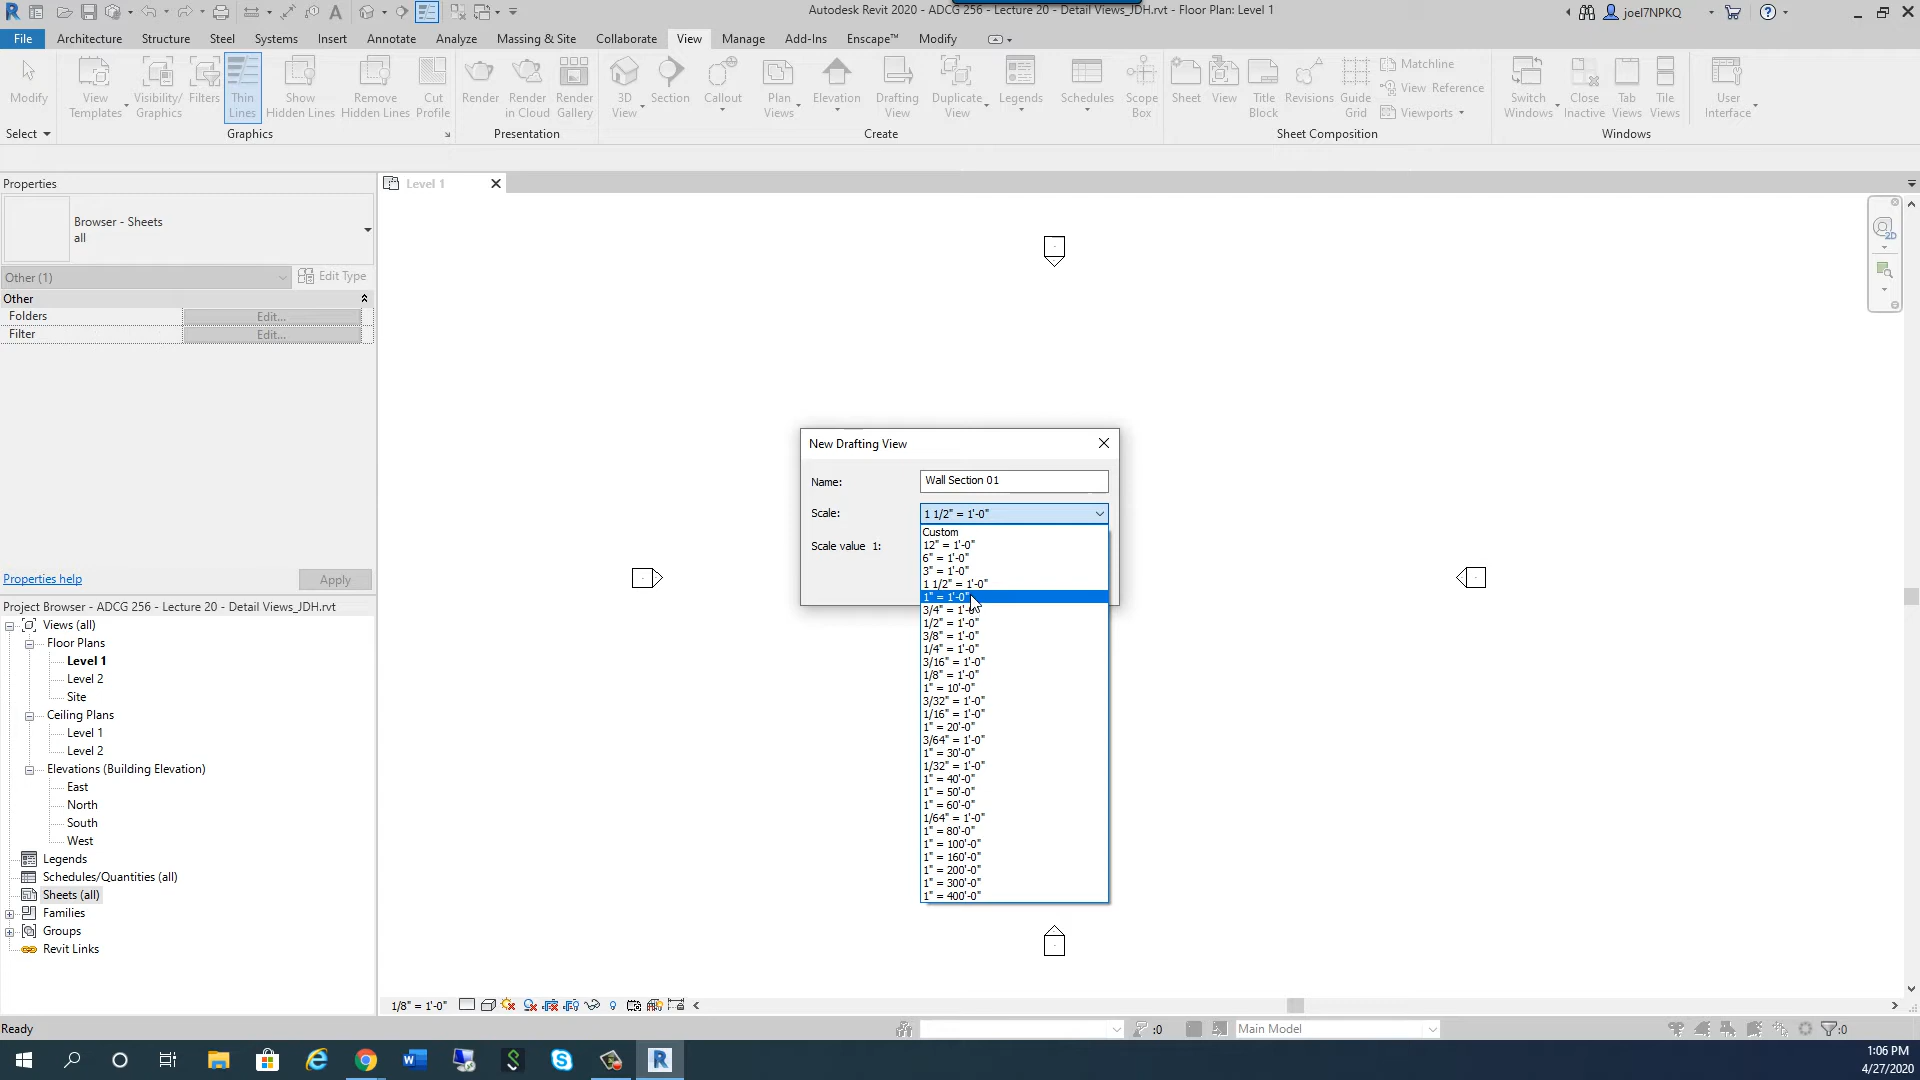 Autodesk Revit 2020 - ADCG 256 - Lecture 20 - Detail Views_JDH.rvt - Floor Plan: Level 1
joel7NPKQ
File Architecture Structure Steel Systems Insert Annotate Analyze Massing & Site Collaborate View Manage Add-Ins Enscape™ Modify
Modify
View Templates
Visibility/ Graphics
Filters
Thin Lines
Show Hidden Lines
Remove Hidden Lines
Cut Profile
Render
Render in Cloud
Render Gallery
3D View
Section
Callout
Plan Views
Elevation
Drafting View
Duplicate View
Legends
Schedules
Scope Box
Sheet
View
Title Block
Revisions
Guide Grid
Matchline
View Reference
Viewports
Switch Windows
Close Inactive
Tab Views
Tile Views
User Interface
Select Graphics Presentation Create Sheet Composition Windows
Properties
Level 1
Browser - Sheets
all
Other (1) Edit Type
Other
Folders Edit...
Filter Edit...
Properties help Apply
Project Browser - ADCG 256 - Lecture 20 - Detail Views_JDH.rvt
Views (all)
Floor Plans
Level 1
Level 2
Site
Ceiling Plans
Level 1
Level 2
Elevations (Building Elevation)
East
North
South
West
Legends
Schedules/Quantities (all)
Sheets (all)
Families
Groups
Revit Links
New Drafting View
Name: Wall Section 01
Scale: 1 1/2" = 1'-0"
Scale value 1:
Custom
12" = 1'-0"
6" = 1'-0"
3" = 1'-0"
1 1/2" = 1'-0"
1" = 1'-0"
3/4" = 1'-0"
1/2" = 1'-0"
3/8" = 1'-0"
1/4" = 1'-0"
3/16" = 1'-0"
1/8" = 1'-0"
1" = 10'-0"
3/32" = 1'-0"
1/16" = 1'-0"
1" = 20'-0"
3/64" = 1'-0"
1" = 30'-0"
1/32" = 1'-0"
1" = 40'-0"
1" = 50'-0"
1" = 60'-0"
1/64" = 1'-0"
1" = 80'-0"
1" = 100'-0"
1" = 160'-0"
1" = 200'-0"
1" = 300'-0"
1" = 400'-0"
2D
1/8" = 1'-0"
Ready
:0
Main Model
:0
1:06 PM
4/27/2020